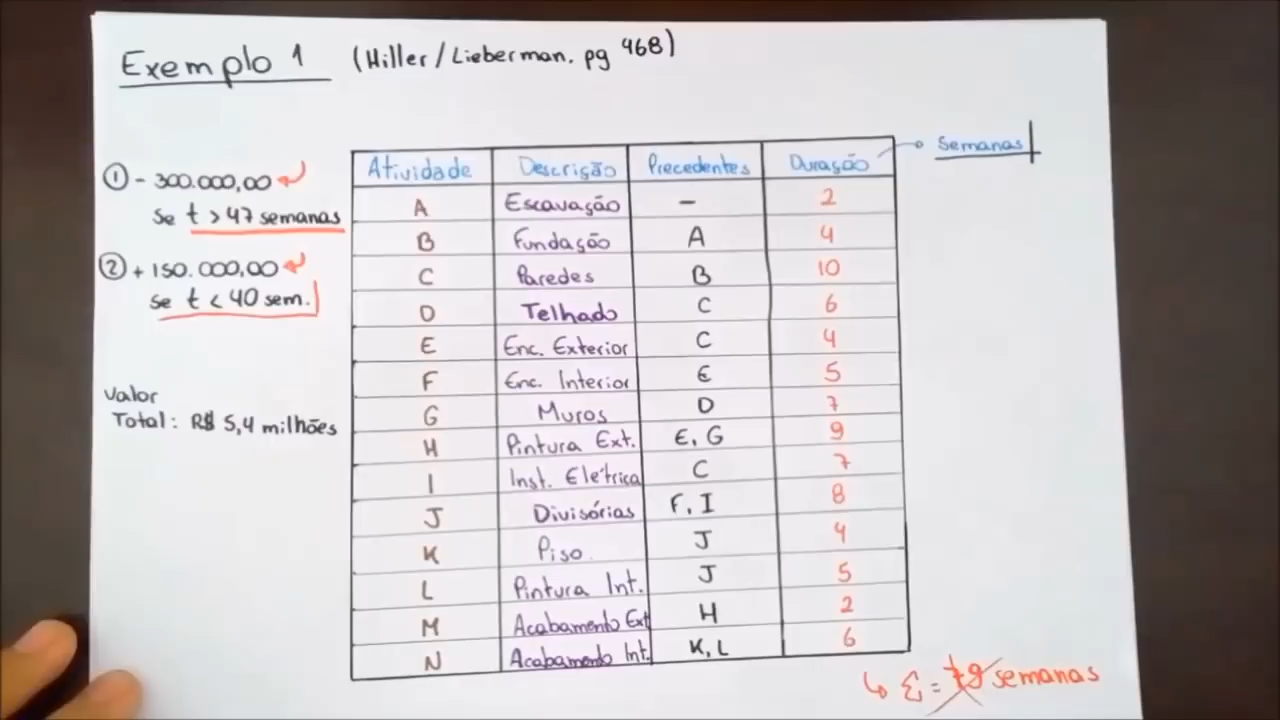 Exemplo 1 (Hiller/Lieberman. pg 468)
① - 300.000,00
se t > 47 semanas
② + 150.000,00
se t < 40 sem.
Valor
Total: R$ 5,4 milhões
Atividade Descrição Precedentes Duração Semanas
A Escavação - 2
B Fundação A 4
C Paredes B 10
D Telhado C 6
E Enc. Exterior C 4
F Enc. Interior E 5
G Muros D 7
H Pintura Ext. E, G 9
I Inst. Elétrica C 7
J Divisórias F, I 8
K Piso. J 4
L Pintura Int. J 5
M Acabamento Ext H 2
N Acabamento Int. K, L 6
↳ Σ = 79 semanas